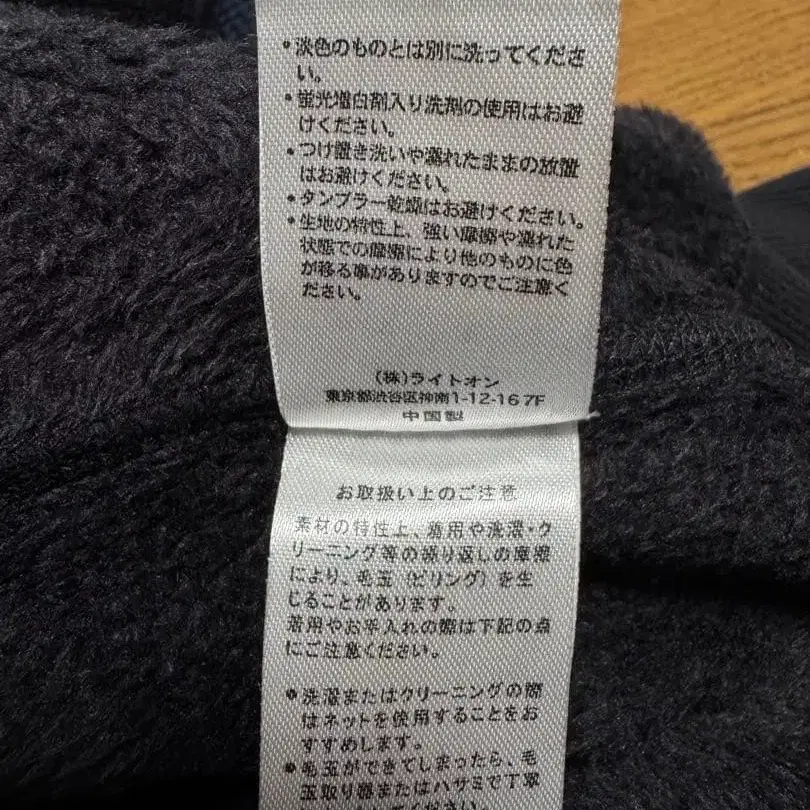 ・淡色のものとは別に洗ってくださ
い。
・蛍光増白剤入り洗剤の使用はお避
けください。
・つけ置き洗いや濡れたままの放置
はお避けください。
・タンブラー乾燥はお避けください。
・生地の特性上、強い摩擦や濡れた
状態での摩擦により他のものに色
が移る事がありますのでご注意く
ださい。
(株)ライトオン
東京都渋谷区神南1-12-16 7F
中国製
お取扱い上のご注意
素材の特性上、着用や洗濯・ク
リーニング等の繰り返しの摩擦
により、毛玉(ピリング)を生
じることがあります。
着用やお手入れの際は下記の点
にご注意ください。
●洗濯またはクリーニングの際
はネットを使用することをお
すすめします。
●毛玉ができてしまったら、毛
玉取り器またはハサミで丁寧
てください。